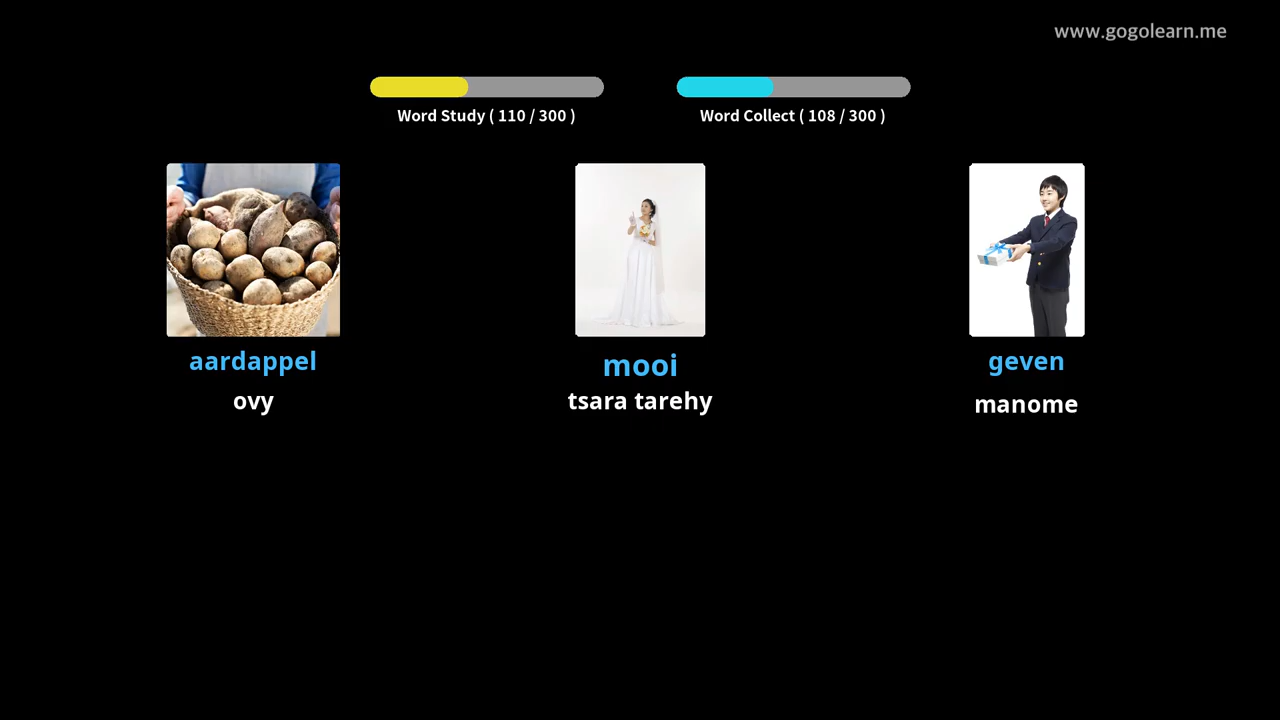 www.gogolearn.me
Word Study ( 110 / 300 )
Word Collect ( 108 / 300 )
aardappel
ovy
mooi
tsara tarehy
geven
manome